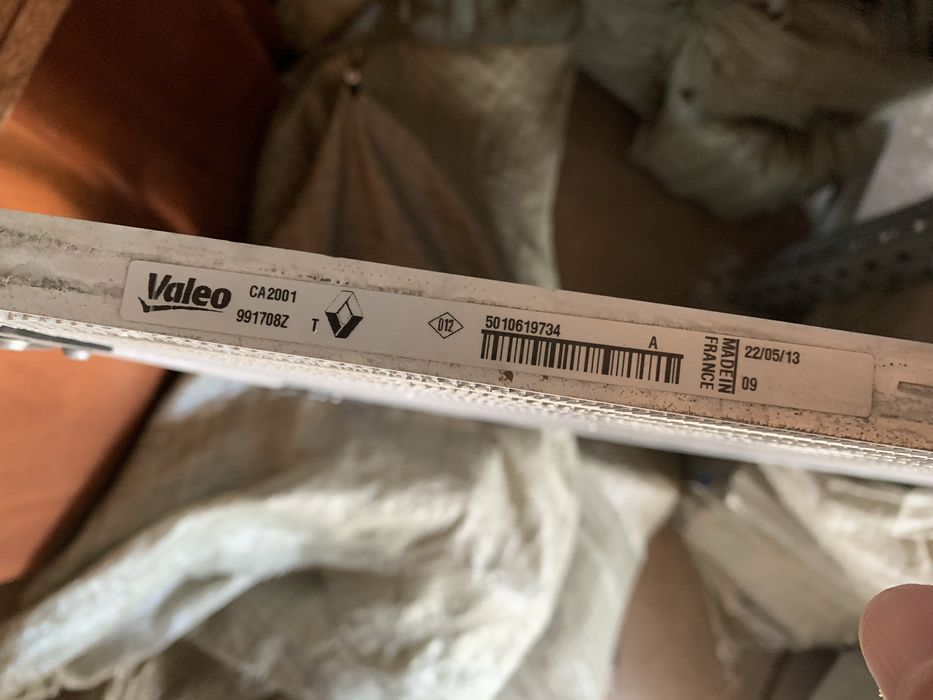 Valeo
CA2001
991708Z
T
D12
5010619734
A
MADE IN
FRANCE
22/05/13
09